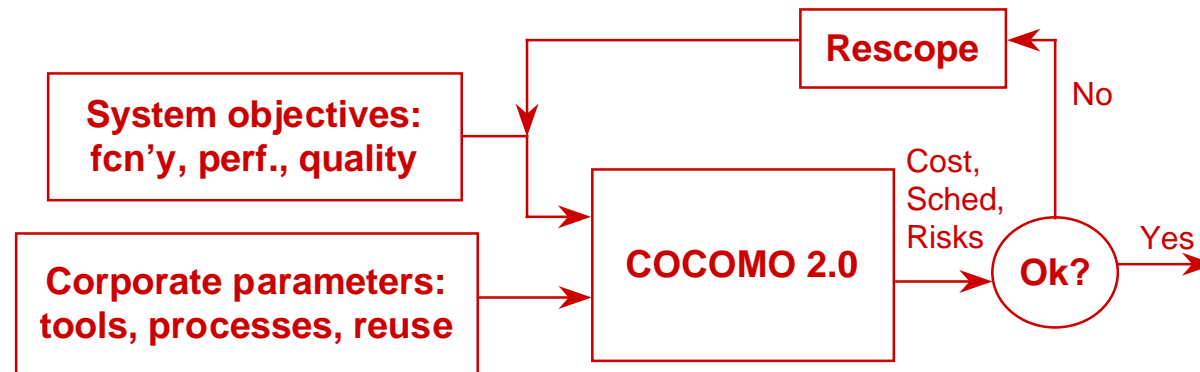 Rescope
No
System objectives:
fcn'y, perf., quality
Cost,
Sched,
Risks
COCOMO 2.0
Ok?
Yes
Corporate parameters:
tools, processes, reuse